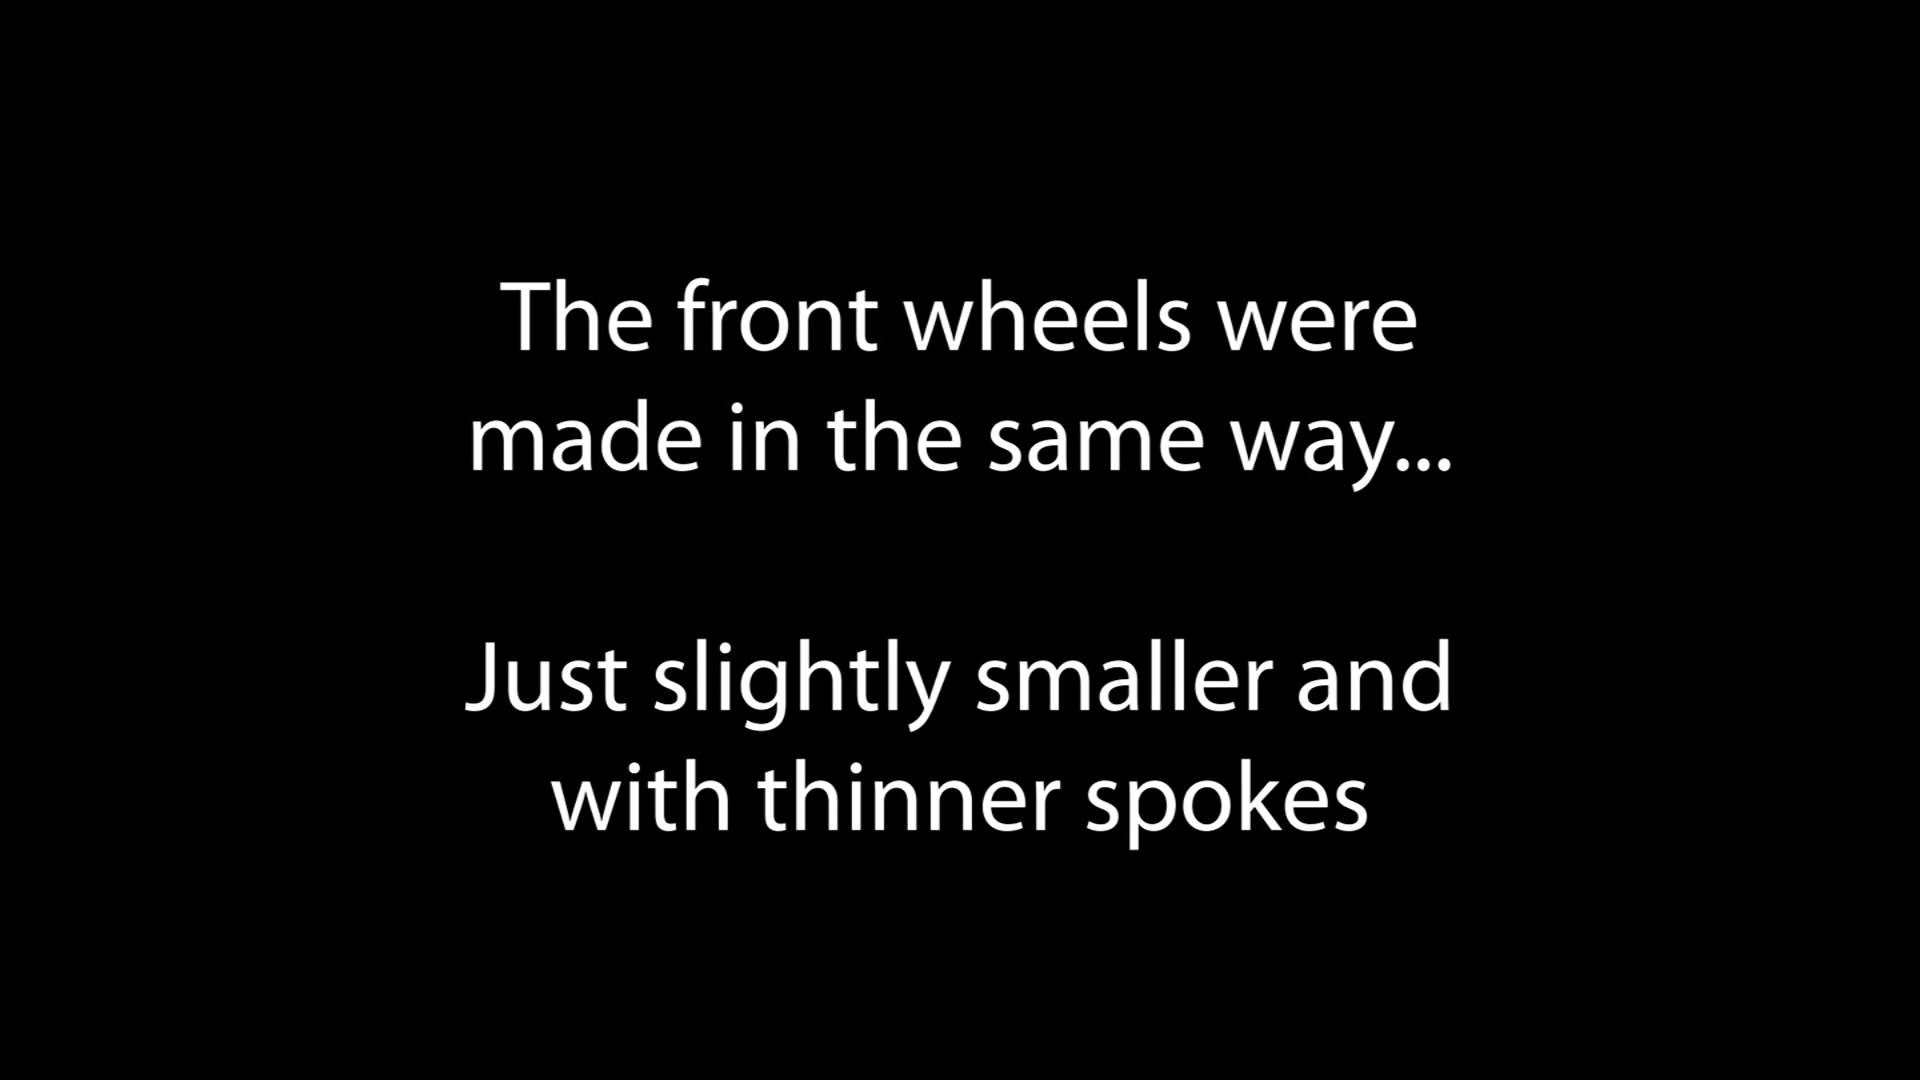 The front wheels were
made in the same way...
Just slightly smaller and
with thinner spokes